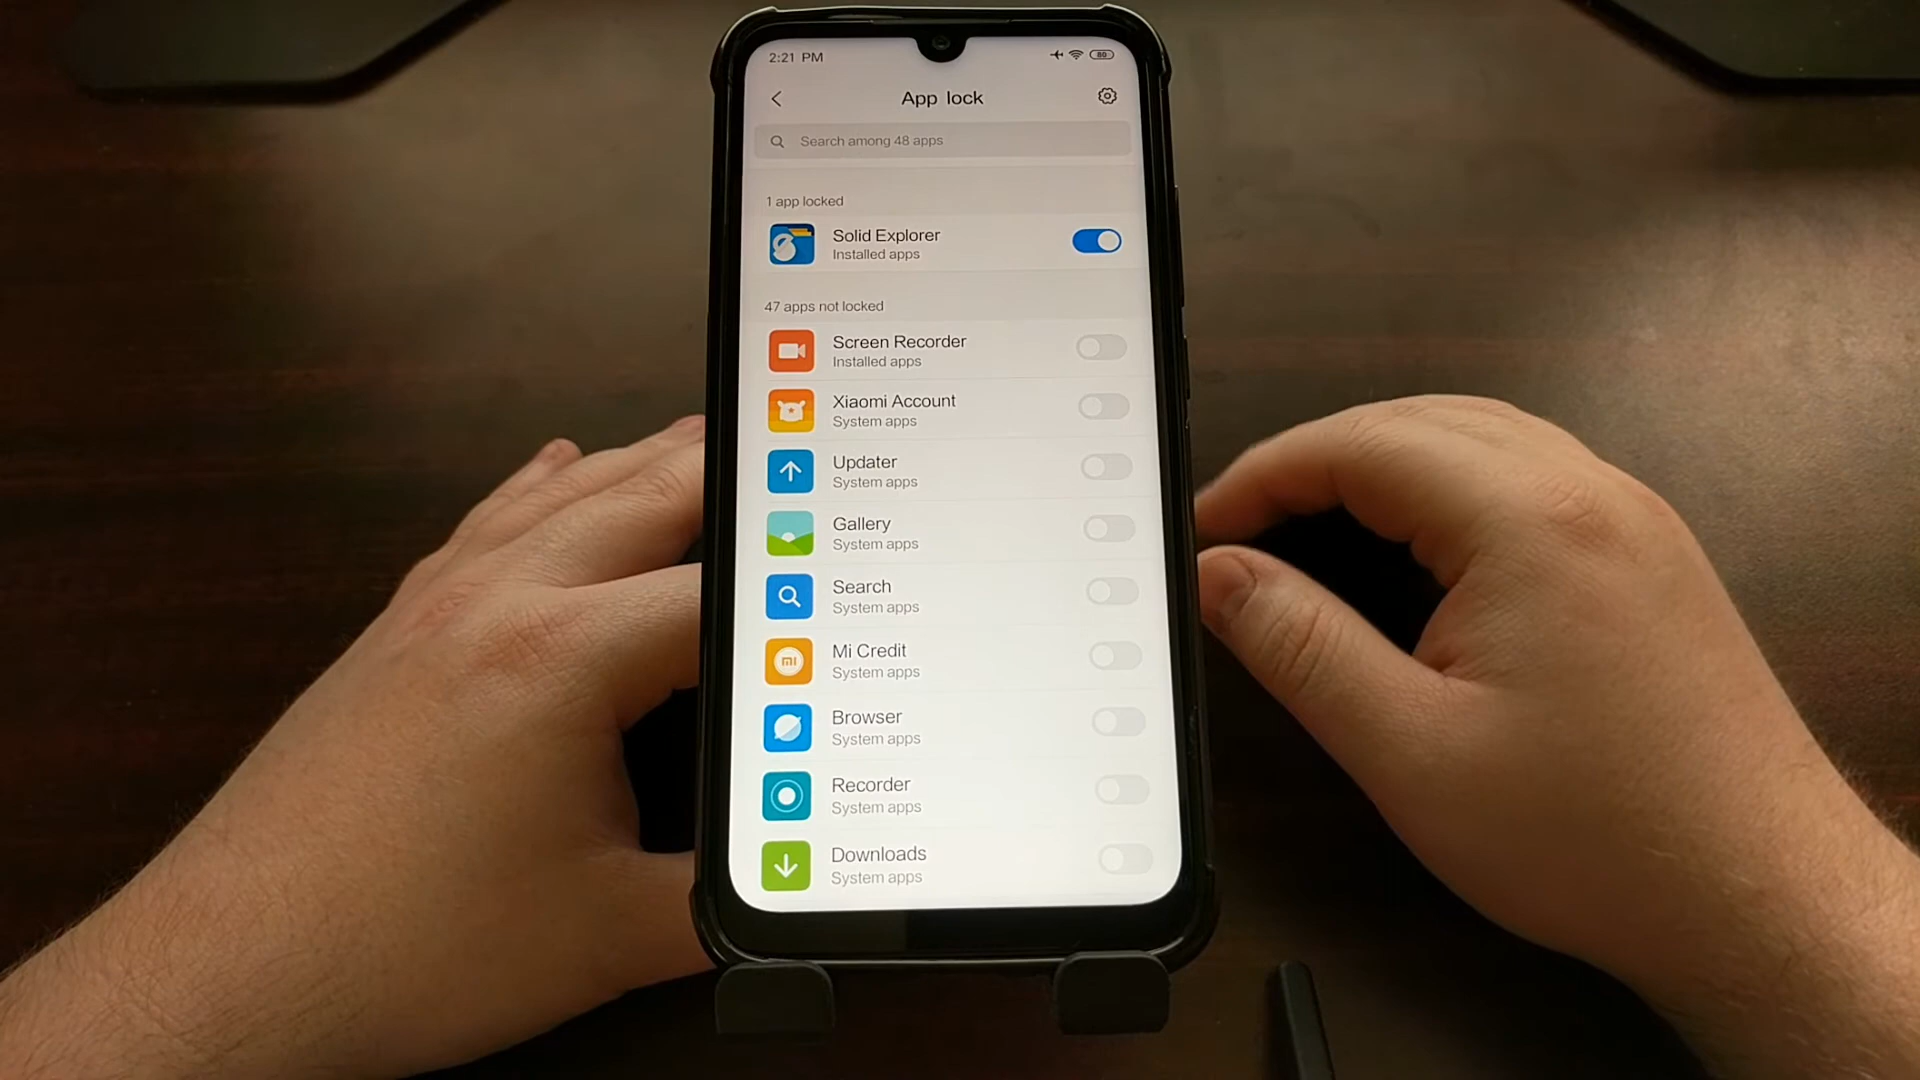 2:21 PM
80
App lock
Search among 48 apps
1 app locked
Solid Explorer
Installed apps
47 apps not locked
Screen Recorder
Installed apps
Xiaomi Account
System apps
Updater
System apps
Gallery
System apps
Search
System apps
mi
Mi Credit
System apps
Browser
System apps
Recorder
System apps
Downloads
System apps